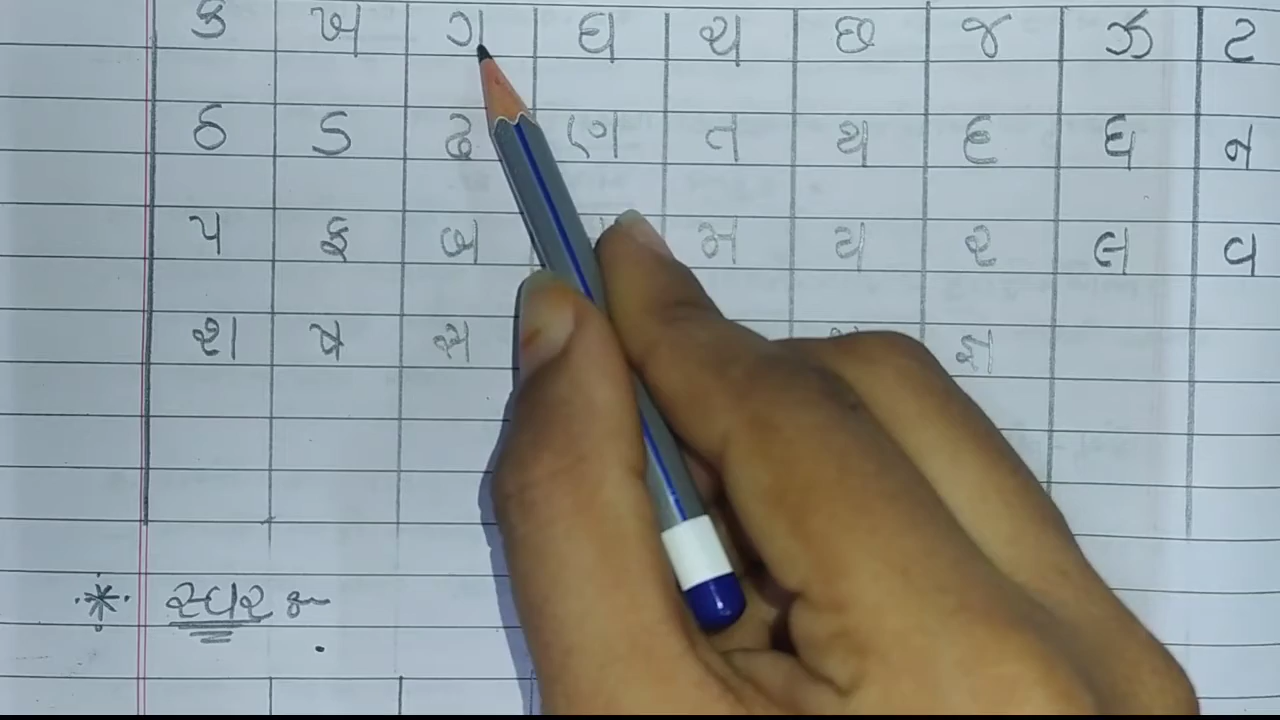 ક ખ ગ ઘ ચ છ જ ઝ ટ
ઠ ડ ઢ ણ ત થ દ ધ ન
પ ફ બ મ ય ર લ વ
શ ષ સ જ્ઞ
* સ્વર :-